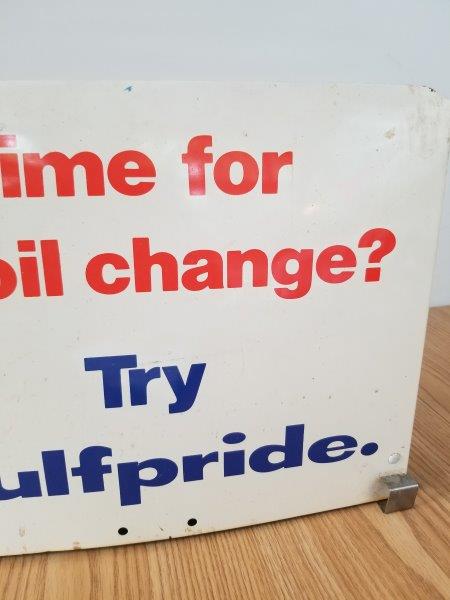 ime for
oil change?
Try
ulfpride.